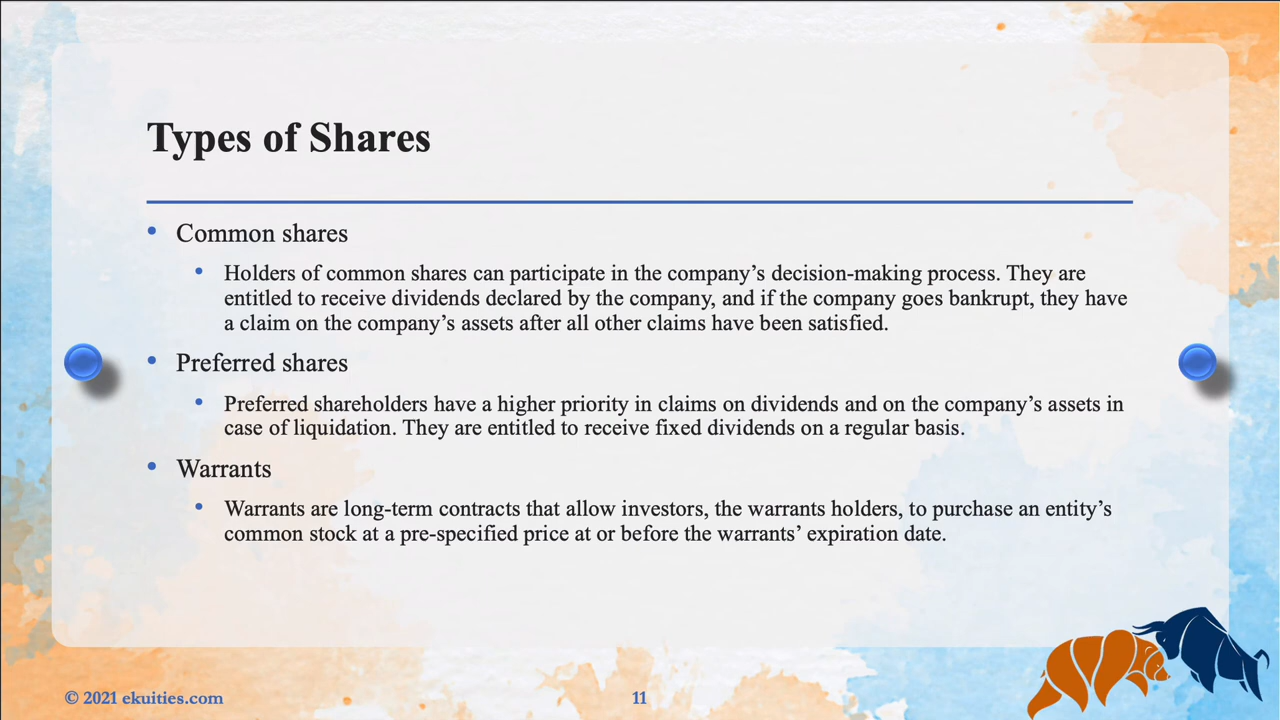 Types of Shares
• Common shares
• Holders of common shares can participate in the company’s decision-making process. They are
entitled to receive dividends declared by the company, and if the company goes bankrupt, they have
a claim on the company’s assets after all other claims have been satisfied.
• Preferred shares
• Preferred shareholders have a higher priority in claims on dividends and on the company’s assets in
case of liquidation. They are entitled to receive fixed dividends on a regular basis.
• Warrants
• Warrants are long-term contracts that allow investors, the warrants holders, to purchase an entity’s
common stock at a pre-specified price at or before the warrants’ expiration date.
© 2021 ekuities.com
11